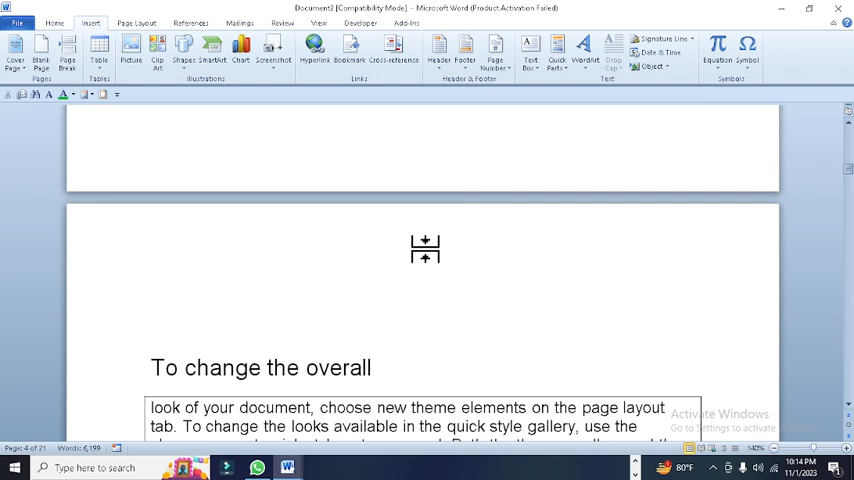 Document2 [Compatibility Mode] - Microsoft Word (Product Activation Failed)
File Home Insert Page Layout References Mailings Review View Developer Add-Ins
Cover Page Blank Page Page Break Table Picture Clip Art Shapes SmartArt Chart Screenshot Hyperlink Bookmark Cross-reference Header Footer Page Number Text Box Quick Parts WordArt Drop Cap Signature Line Date & Time Object Equation Symbol
Pages Tables Illustrations Links Header & Footer Text Symbols
To change the overall
look of your document, choose new theme elements on the page layout
tab. To change the looks available in the quick style gallery, use the
Activate Windows
Go to Settings to activate
Page: 4 of 21 Words: 6,199 140%
Type here to search 80°F 10:14 PM
11/1/2023